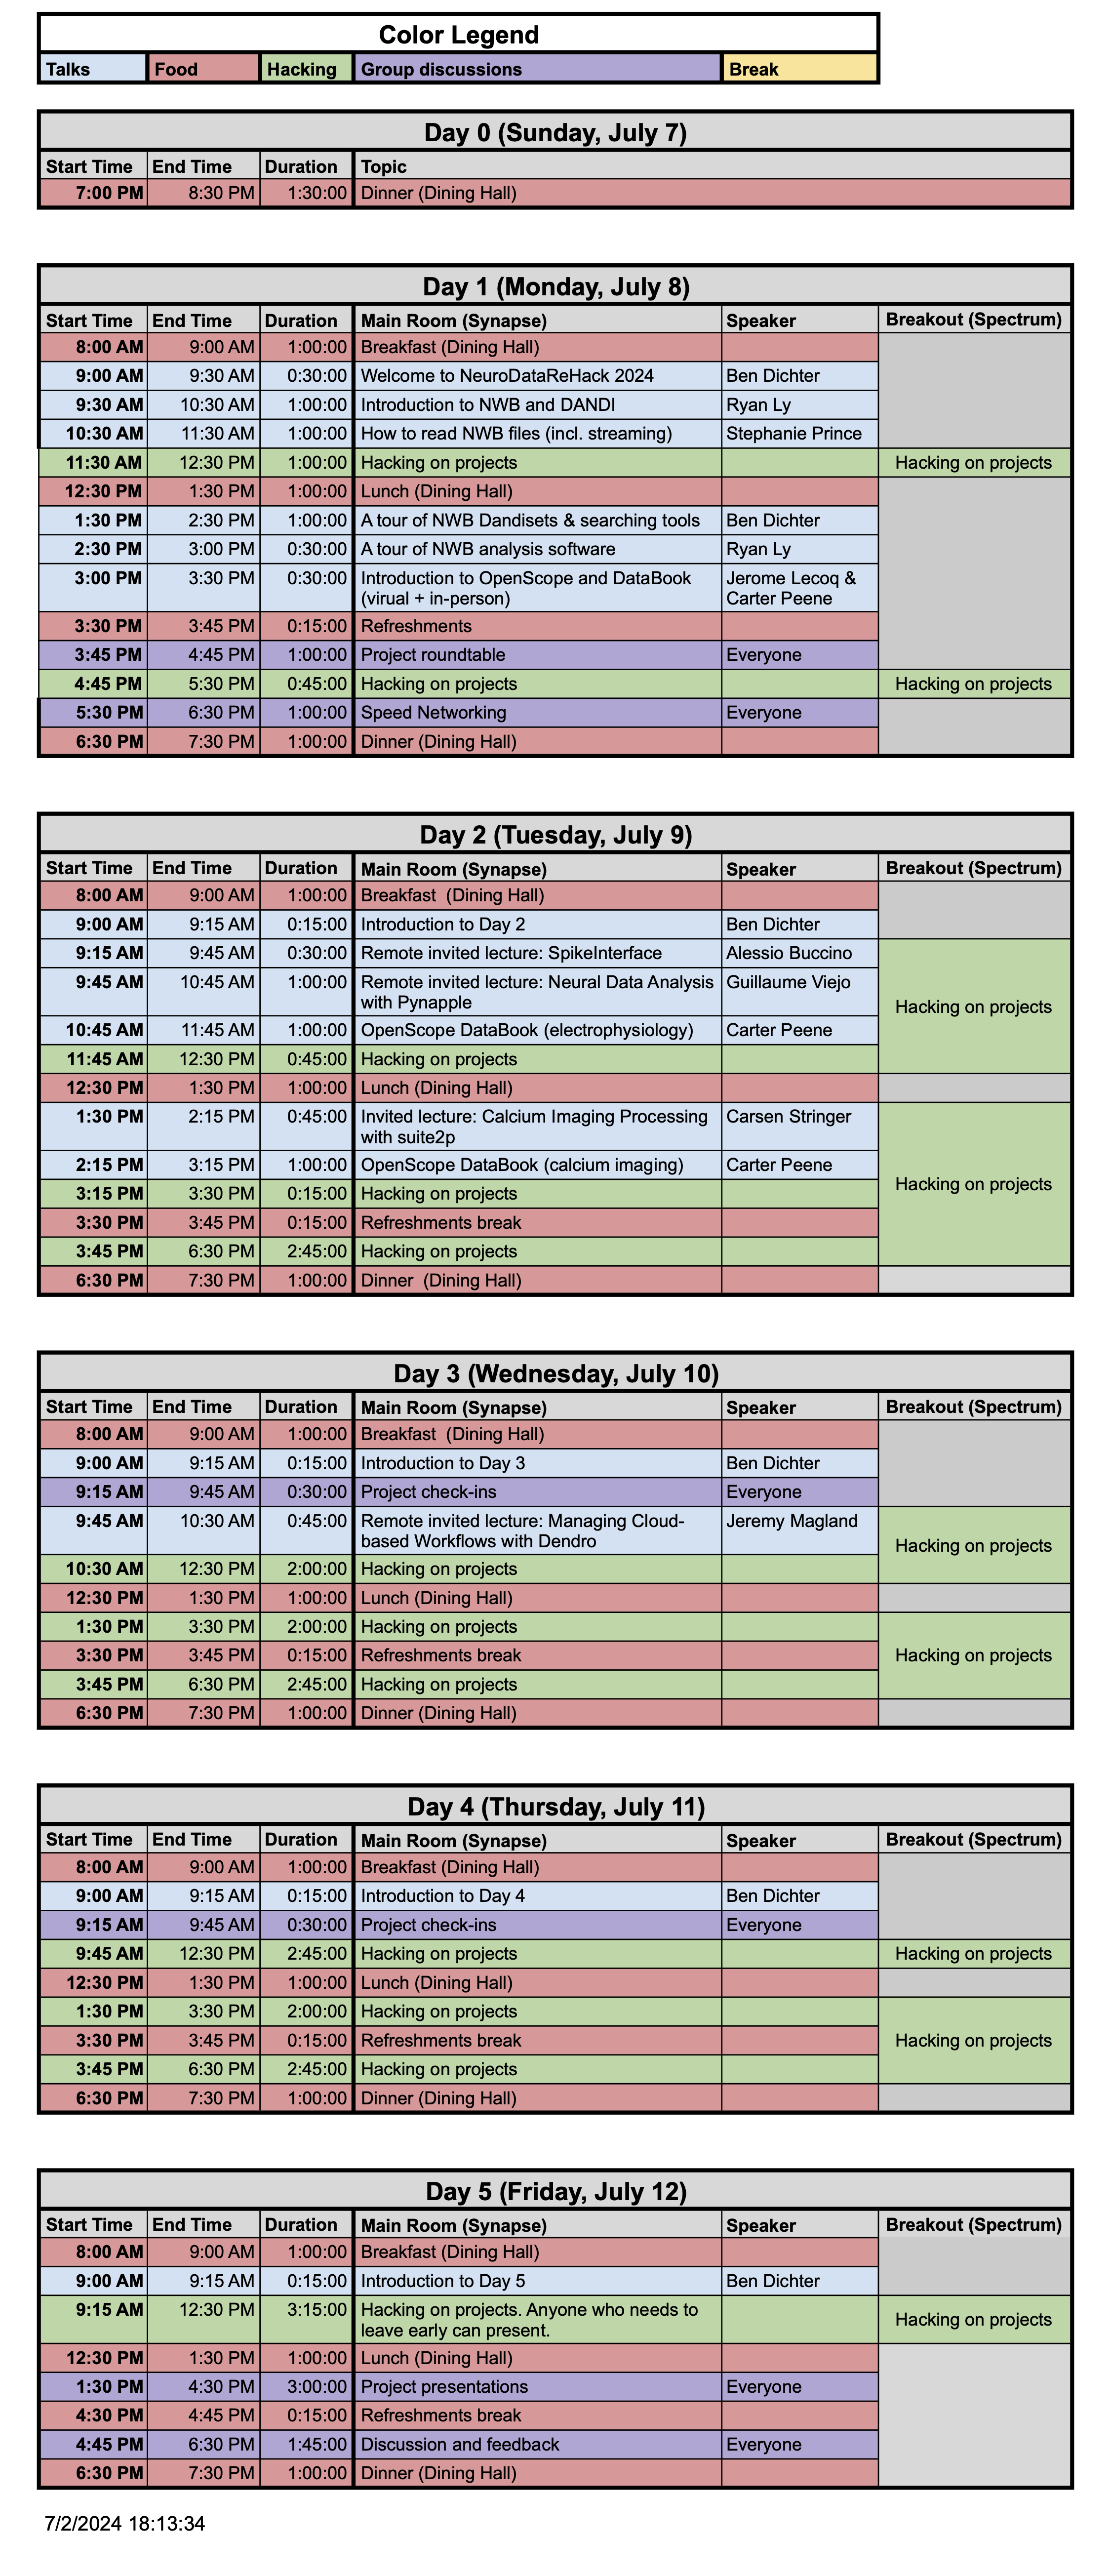 Color Legend
Talks Food Hacking Group discussions Break
Day 0 (Sunday, July 7)
Start Time End Time Duration Topic
7:00 PM 8:30 PM 1:30:00 Dinner (Dining Hall)
Day 1 (Monday, July 8)
Start Time End Time Duration Main Room (Synapse) Speaker Breakout (Spectrum)
8:00 AM 9:00 AM 1:00:00 Breakfast (Dining Hall)
9:00 AM 9:30 AM 0:30:00 Welcome to NeuroDataReHack 2024 Ben Dichter
9:30 AM 10:30 AM 1:00:00 Introduction to NWB and DANDI Ryan Ly
10:30 AM 11:30 AM 1:00:00 How to read NWB files (incl. streaming) Stephanie Prince
11:30 AM 12:30 PM 1:00:00 Hacking on projects Hacking on projects
12:30 PM 1:30 PM 1:00:00 Lunch (Dining Hall)
1:30 PM 2:30 PM 1:00:00 A tour of NWB Dandisets & searching tools Ben Dichter
2:30 PM 3:00 PM 0:30:00 A tour of NWB analysis software Ryan Ly
3:00 PM 3:30 PM 0:30:00 Introduction to OpenScope and DataBook Jerome Lecoq &
(virual + in-person) Carter Peene
3:30 PM 3:45 PM 0:15:00 Refreshments
3:45 PM 4:45 PM 1:00:00 Project roundtable Everyone
4:45 PM 5:30 PM 0:45:00 Hacking on projects Hacking on projects
5:30 PM 6:30 PM 1:00:00 Speed Networking Everyone
6:30 PM 7:30 PM 1:00:00 Dinner (Dining Hall)
Day 2 (Tuesday, July 9)
Start Time End Time Duration Main Room (Synapse) Speaker Breakout (Spectrum)
8:00 AM 9:00 AM 1:00:00 Breakfast (Dining Hall)
9:00 AM 9:15 AM 0:15:00 Introduction to Day 2 Ben Dichter
9:15 AM 9:45 AM 0:30:00 Remote invited lecture: SpikeInterface Alessio Buccino
9:45 AM 10:45 AM 1:00:00 Remote invited lecture: Neural Data Analysis Guillaume Viejo
with Pynapple Hacking on projects
10:45 AM 11:45 AM 1:00:00 OpenScope DataBook (electrophysiology) Carter Peene
11:45 AM 12:30 PM 0:45:00 Hacking on projects
12:30 PM 1:30 PM 1:00:00 Lunch (Dining Hall)
1:30 PM 2:15 PM 0:45:00 Invited lecture: Calcium Imaging Processing Carsen Stringer
with suite2p
2:15 PM 3:15 PM 1:00:00 OpenScope DataBook (calcium imaging) Carter Peene
3:15 PM 3:30 PM 0:15:00 Hacking on projects Hacking on projects
3:30 PM 3:45 PM 0:15:00 Refreshments break
3:45 PM 6:30 PM 2:45:00 Hacking on projects
6:30 PM 7:30 PM 1:00:00 Dinner (Dining Hall)
Day 3 (Wednesday, July 10)
Start Time End Time Duration Main Room (Synapse) Speaker Breakout (Spectrum)
8:00 AM 9:00 AM 1:00:00 Breakfast (Dining Hall)
9:00 AM 9:15 AM 0:15:00 Introduction to Day 3 Ben Dichter
9:15 AM 9:45 AM 0:30:00 Project check-ins Everyone
9:45 AM 10:30 AM 0:45:00 Remote invited lecture: Managing Cloud- Jeremy Magland
based Workflows with Dendro Hacking on projects
10:30 AM 12:30 PM 2:00:00 Hacking on projects
12:30 PM 1:30 PM 1:00:00 Lunch (Dining Hall)
1:30 PM 3:30 PM 2:00:00 Hacking on projects
3:30 PM 3:45 PM 0:15:00 Refreshments break Hacking on projects
3:45 PM 6:30 PM 2:45:00 Hacking on projects
6:30 PM 7:30 PM 1:00:00 Dinner (Dining Hall)
Day 4 (Thursday, July 11)
Start Time End Time Duration Main Room (Synapse) Speaker Breakout (Spectrum)
8:00 AM 9:00 AM 1:00:00 Breakfast (Dining Hall)
9:00 AM 9:15 AM 0:15:00 Introduction to Day 4 Ben Dichter
9:15 AM 9:45 AM 0:30:00 Project check-ins Everyone
9:45 AM 12:30 PM 2:45:00 Hacking on projects Hacking on projects
12:30 PM 1:30 PM 1:00:00 Lunch (Dining Hall)
1:30 PM 3:30 PM 2:00:00 Hacking on projects
3:30 PM 3:45 PM 0:15:00 Refreshments break Hacking on projects
3:45 PM 6:30 PM 2:45:00 Hacking on projects
6:30 PM 7:30 PM 1:00:00 Dinner (Dining Hall)
Day 5 (Friday, July 12)
Start Time End Time Duration Main Room (Synapse) Speaker Breakout (Spectrum)
8:00 AM 9:00 AM 1:00:00 Breakfast (Dining Hall)
9:00 AM 9:15 AM 0:15:00 Introduction to Day 5 Ben Dichter
9:15 AM 12:30 PM 3:15:00 Hacking on projects. Anyone who needs to Hacking on projects
leave early can present.
12:30 PM 1:30 PM 1:00:00 Lunch (Dining Hall)
1:30 PM 4:30 PM 3:00:00 Project presentations Everyone
4:30 PM 4:45 PM 0:15:00 Refreshments break
4:45 PM 6:30 PM 1:45:00 Discussion and feedback Everyone
6:30 PM 7:30 PM 1:00:00 Dinner (Dining Hall)
7/2/2024 18:13:34